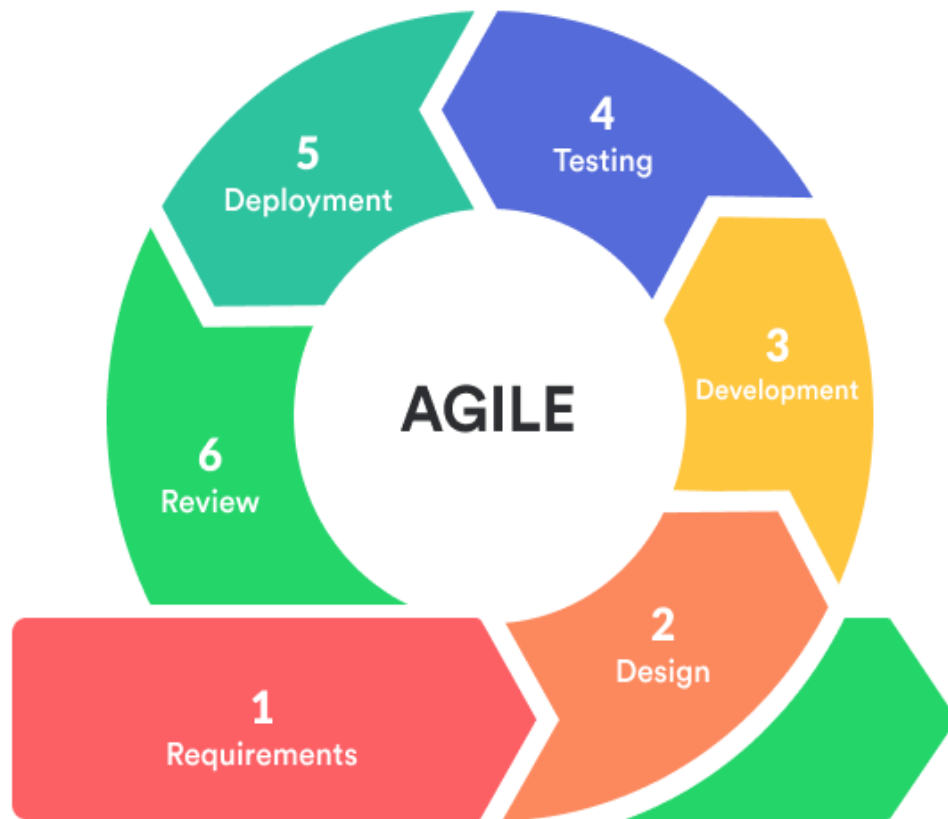 4
Testing
5
Deployment
3
Development
AGILE
6
Review
2
Design
1
Requirements